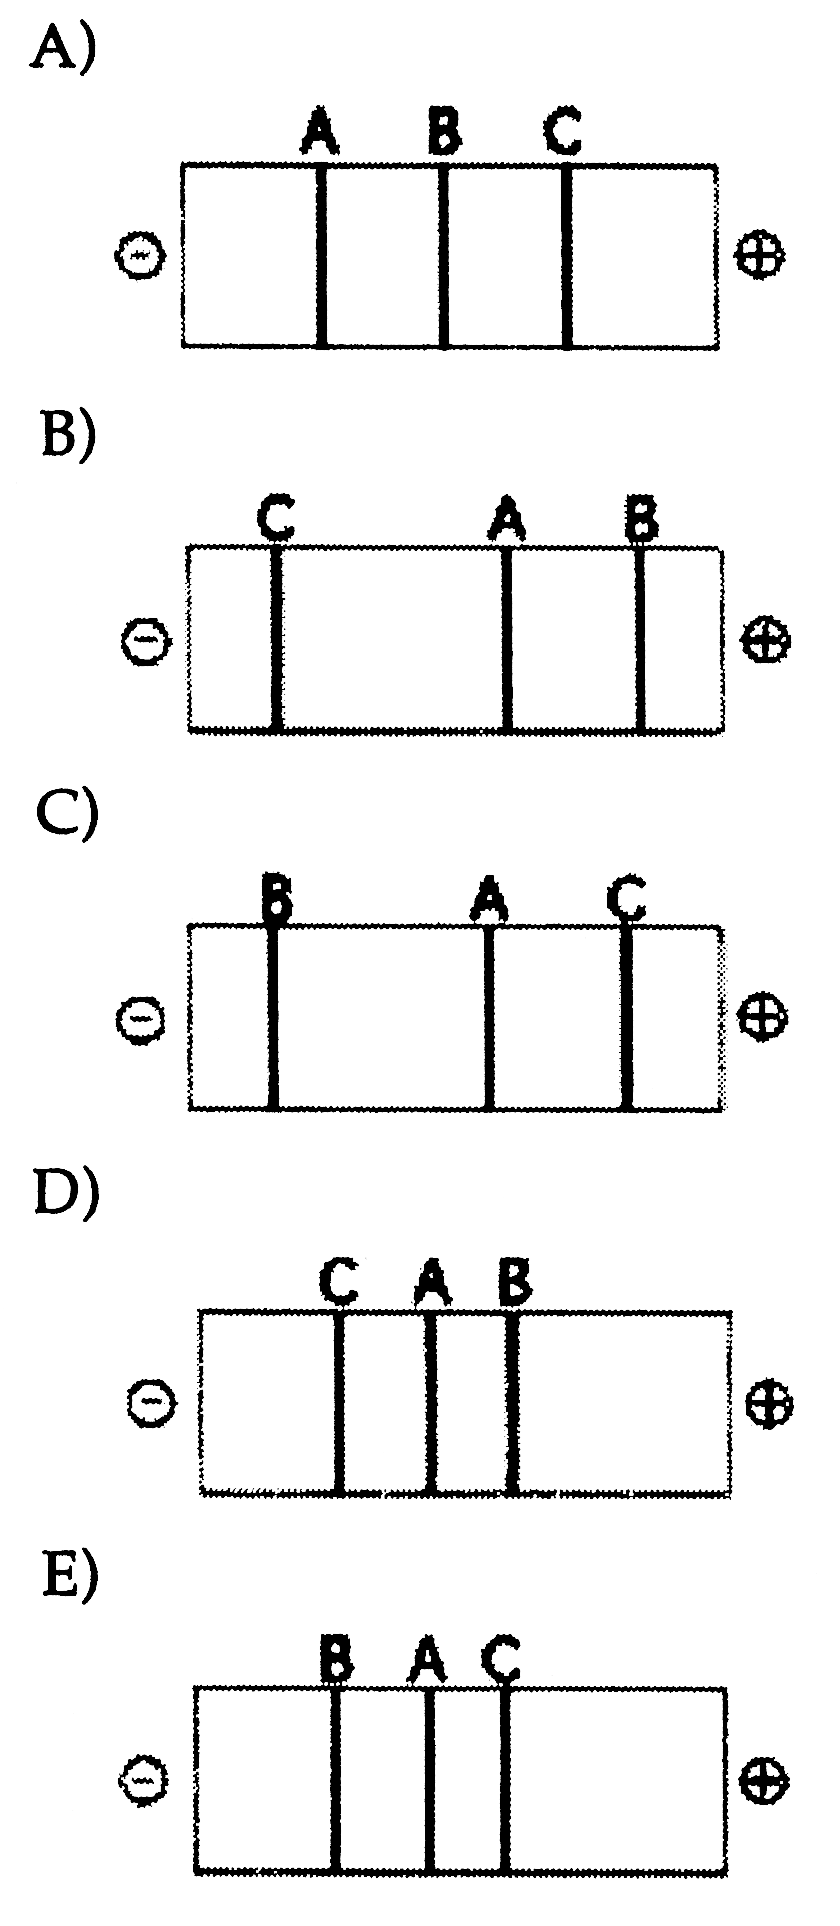 A)
A B C
⊖ ⊕
B)
C A B
⊖ ⊕
C)
B A C
⊖ ⊕
D)
C A B
⊖ ⊕
E)
B A C
⊖ ⊕